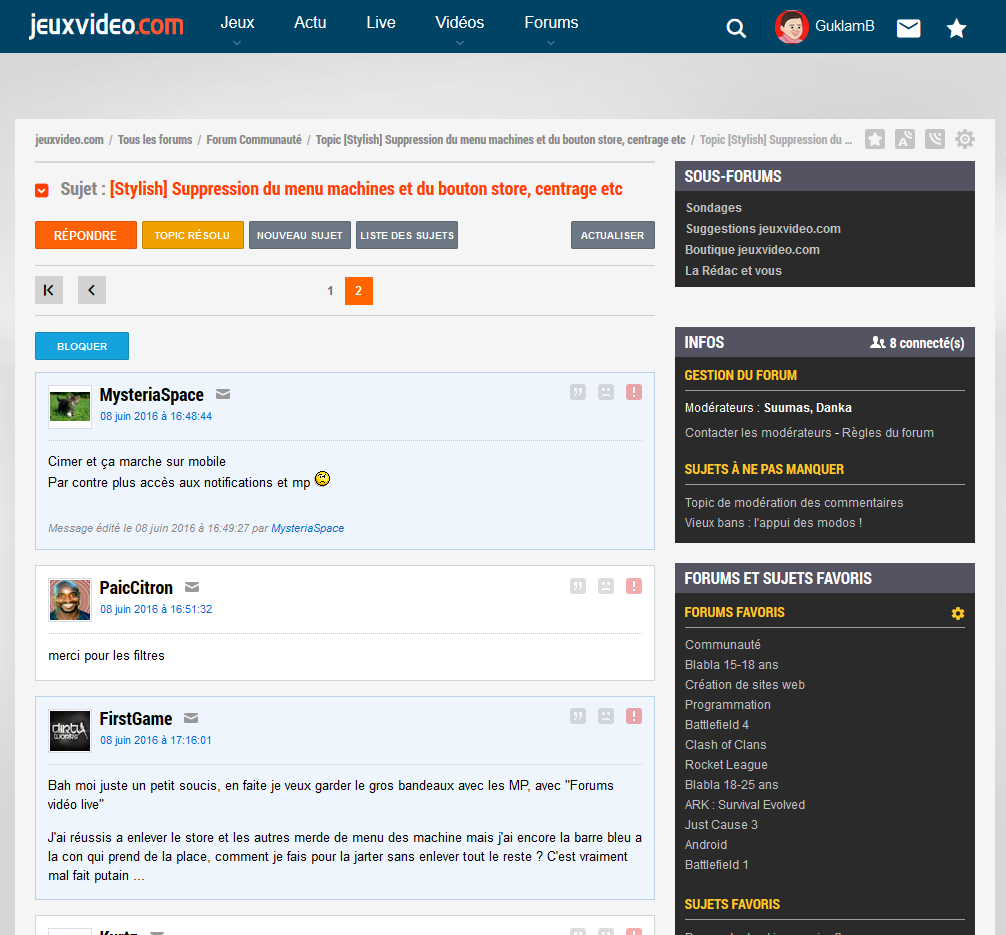 jeuxvideo.com
Jeux
Actu
Live
Vidéos
Forums
GuklamB
jeuxvideo.com / Tous les forums / Forum Communauté / Topic [Stylish] Suppression du menu machines et du bouton store, centrage etc / Topic [Stylish] Suppression du ...
Sujet : [Stylish] Suppression du menu machines et du bouton store, centrage etc
RÉPONDRE
TOPIC RÉSOLU
NOUVEAU SUJET
LISTE DES SUJETS
ACTUALISER
1
2
BLOQUER
MysteriaSpace
08 juin 2016 à 16:48:44
Cimer et ça marche sur mobile
Par contre plus accès aux notifications et mp
Message édité le 08 juin 2016 à 16:49:27 par MysteriaSpace
PaicCitron
08 juin 2016 à 16:51:32
merci pour les filtres
DIRTY
WORKS
FirstGame
08 juin 2016 à 17:16:01
Bah moi juste un petit soucis, en faite je veux garder le gros bandeaux avec les MP, avec "Forums
vidéo live"
J'ai réussis a enlever le store et les autres merde de menu des machine mais j'ai encore la barre bleu a
la con qui prend de la place, comment je fais pour la jarter sans enlever tout le reste ? C'est vraiment
mal fait putain ...
SOUS-FORUMS
Sondages
Suggestions jeuxvideo.com
Boutique jeuxvideo.com
La Rédac et vous
INFOS
8 connecté(s)
GESTION DU FORUM
Modérateurs : Suumas, Danka
Contacter les modérateurs - Règles du forum
SUJETS À NE PAS MANQUER
Topic de modération des commentaires
Vieux bans : l'appui des modos !
FORUMS ET SUJETS FAVORIS
FORUMS FAVORIS
Communauté
Blabla 15-18 ans
Création de sites web
Programmation
Battlefield 4
Clash of Clans
Rocket League
Blabla 18-25 ans
ARK : Survival Evolved
Just Cause 3
Android
Battlefield 1
SUJETS FAVORIS